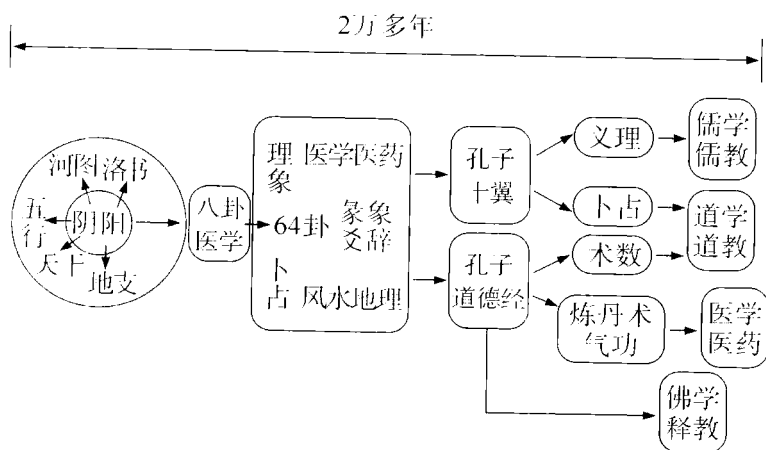 2万多年
河图 洛书
五行
阴阳
天干
地支
八卦
医学
理象 医学医药
64卦 彖象
爻辞
卜占 风水地理
孔子
十翼
孔子
道德经
义理
卜占
术数
炼丹术
气功
儒学
儒教
道学
道教
医学
医药
佛学
释教